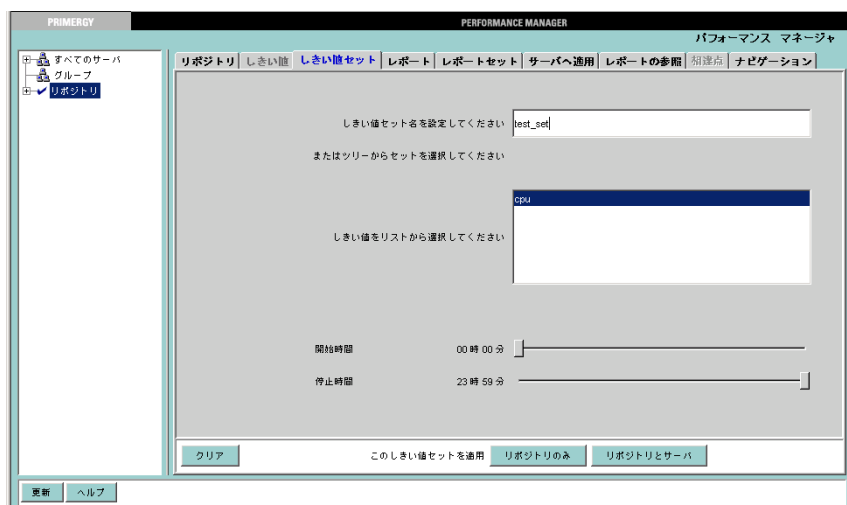 PRIMERGY PERFORMANCE MANAGER
パフォーマンス マネージャ
すべてのサーバ
グループ
リポジトリ
リポジトリ しきい値 しきい値セット レポート レポートセット サーバへ適用 レポートの参照 相違点 ナビゲーション
しきい値セット名を設定してください test_set
またはツリーからセットを選択してください
cpu
しきい値をリストから選択してください
開始時間 00 時 00 分
停止時間 23 時 59 分
クリア このしきい値セットを適用 リポジトリのみ リポジトリとサーバ
更新 ヘルプ